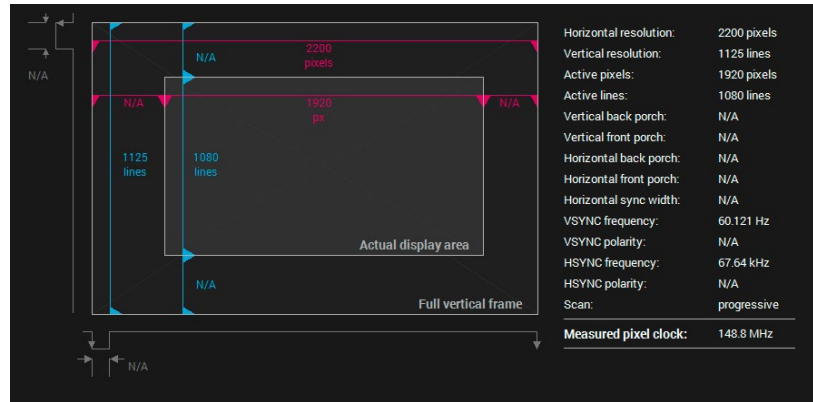 N/A
N/A
2200
pixels
N/A
1920
px
N/A
1125
lines
1080
lines
Actual display area
N/A
Full vertical frame
N/A
Horizontal resolution: 2200 pixels
Vertical resolution: 1125 lines
Active pixels: 1920 pixels
Active lines: 1080 lines
Vertical back porch: N/A
Vertical front porch: N/A
Horizontal back porch: N/A
Horizontal front porch: N/A
Horizontal sync width: N/A
VSYNC frequency: 60.121 Hz
VSYNC polarity: N/A
HSYNC frequency: 67.64 kHz
HSYNC polarity: N/A
Scan: progressive
Measured pixel clock: 148.8 MHz